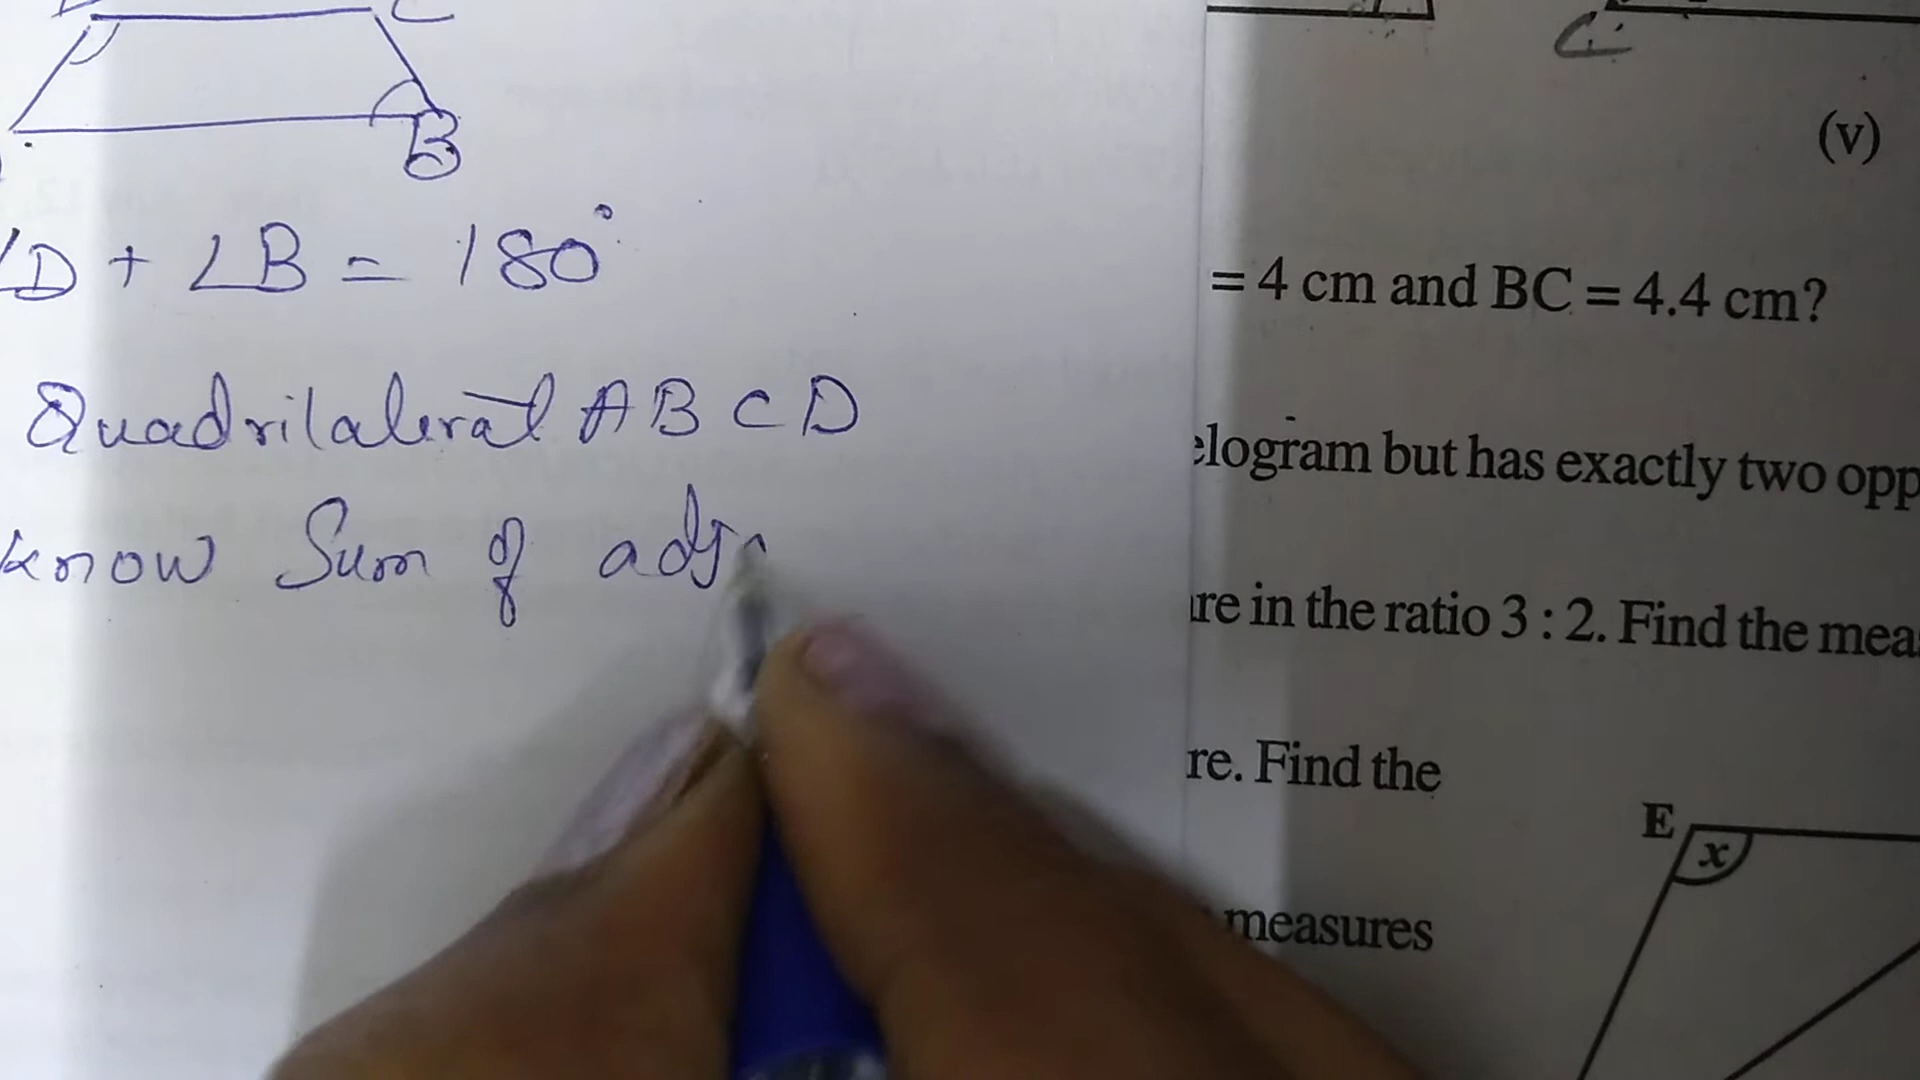 C
B
∠D + ∠B = 180°
Quadrilateral ABCD
know Sum of adja
C
(v)
= 4 cm and BC = 4.4 cm?
elogram but has exactly two opp
re in the ratio 3 : 2. Find the mea
re. Find the
E
x
measures